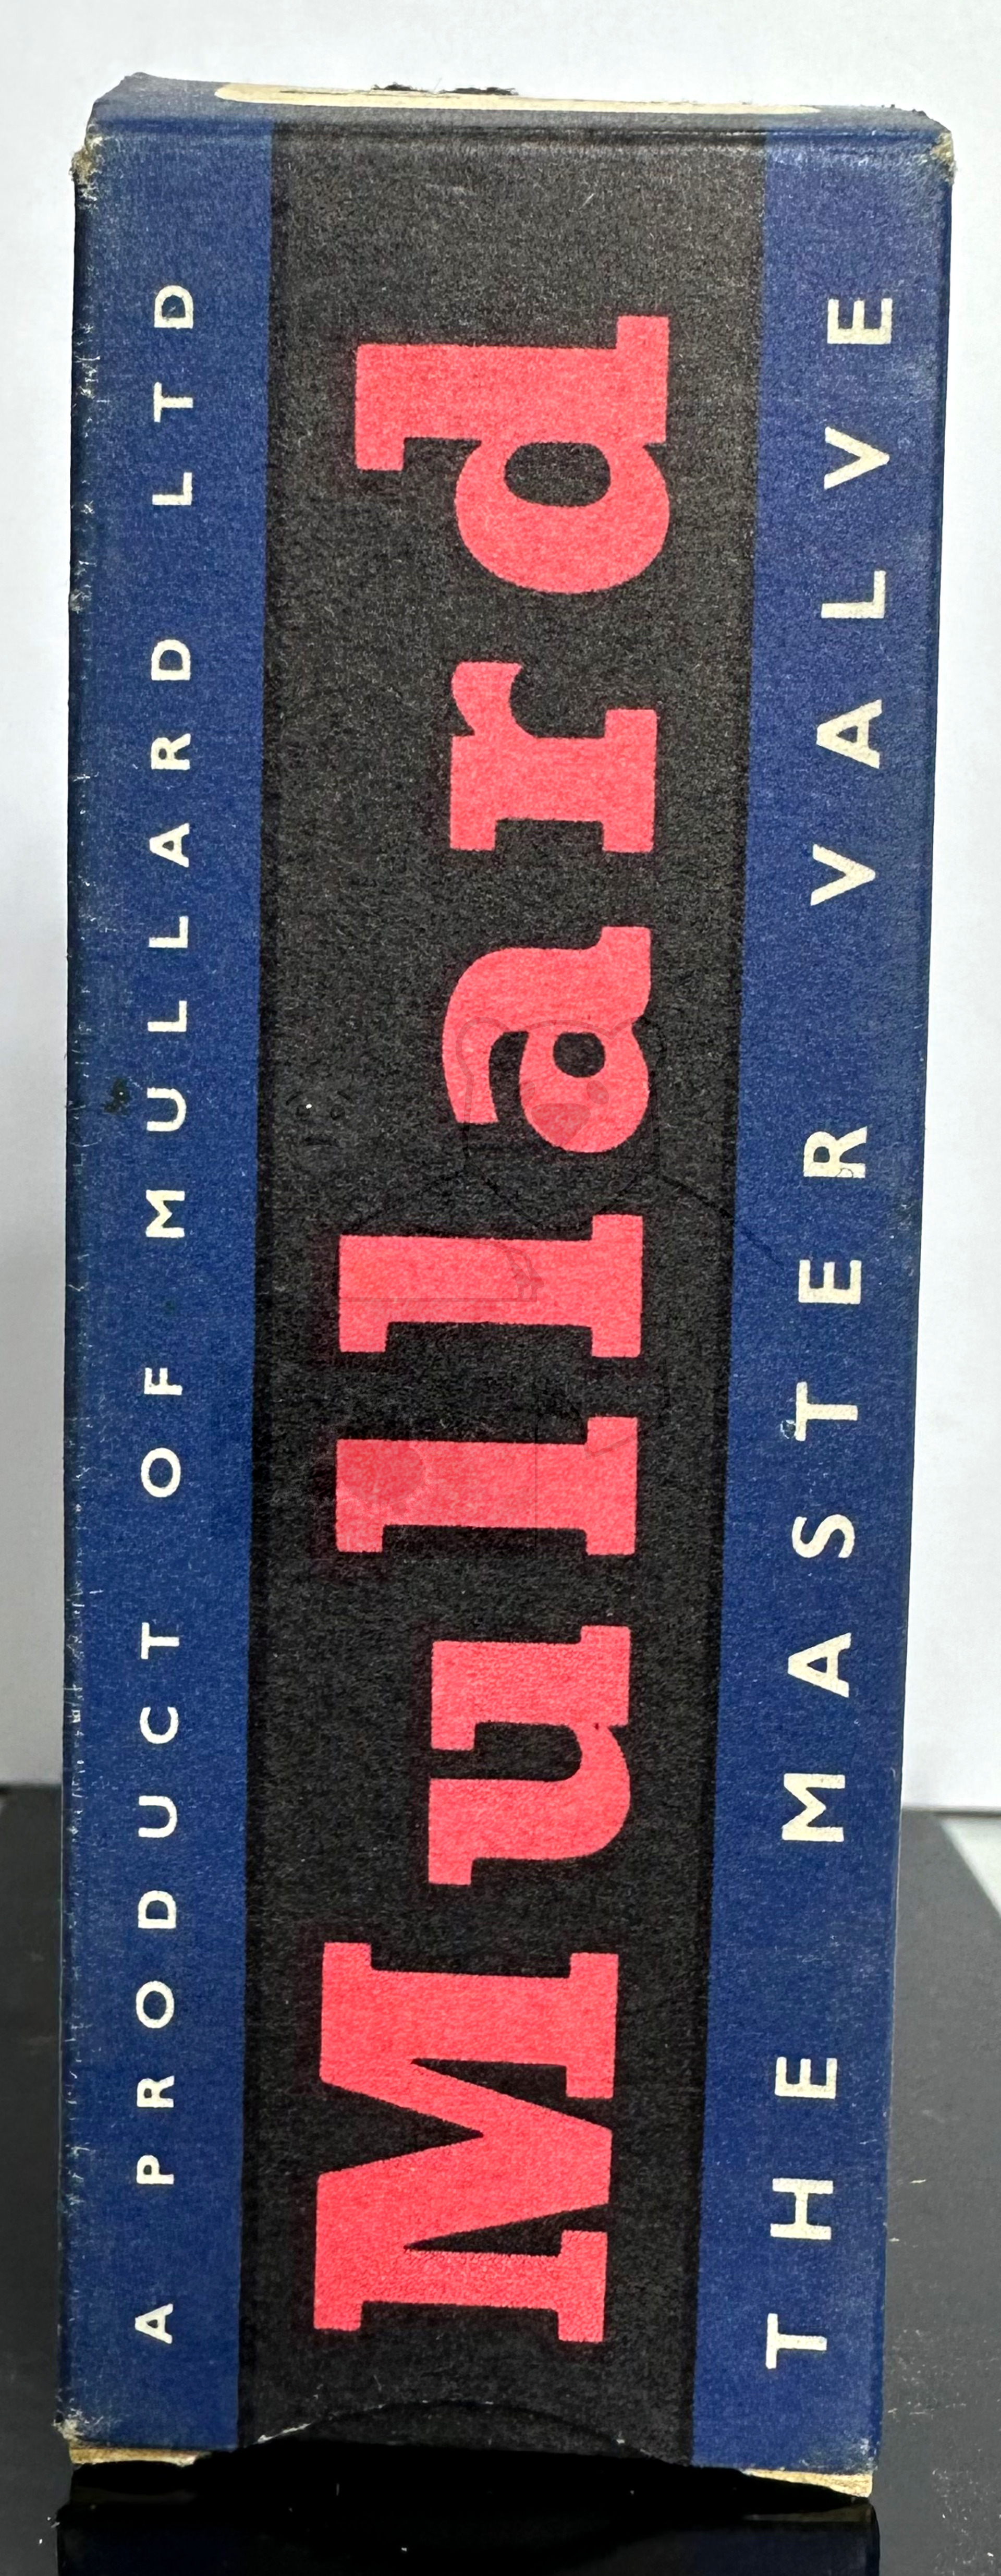 A PRODUCT OF MULLARD LTD
Mullard
THE MASTER VALVE